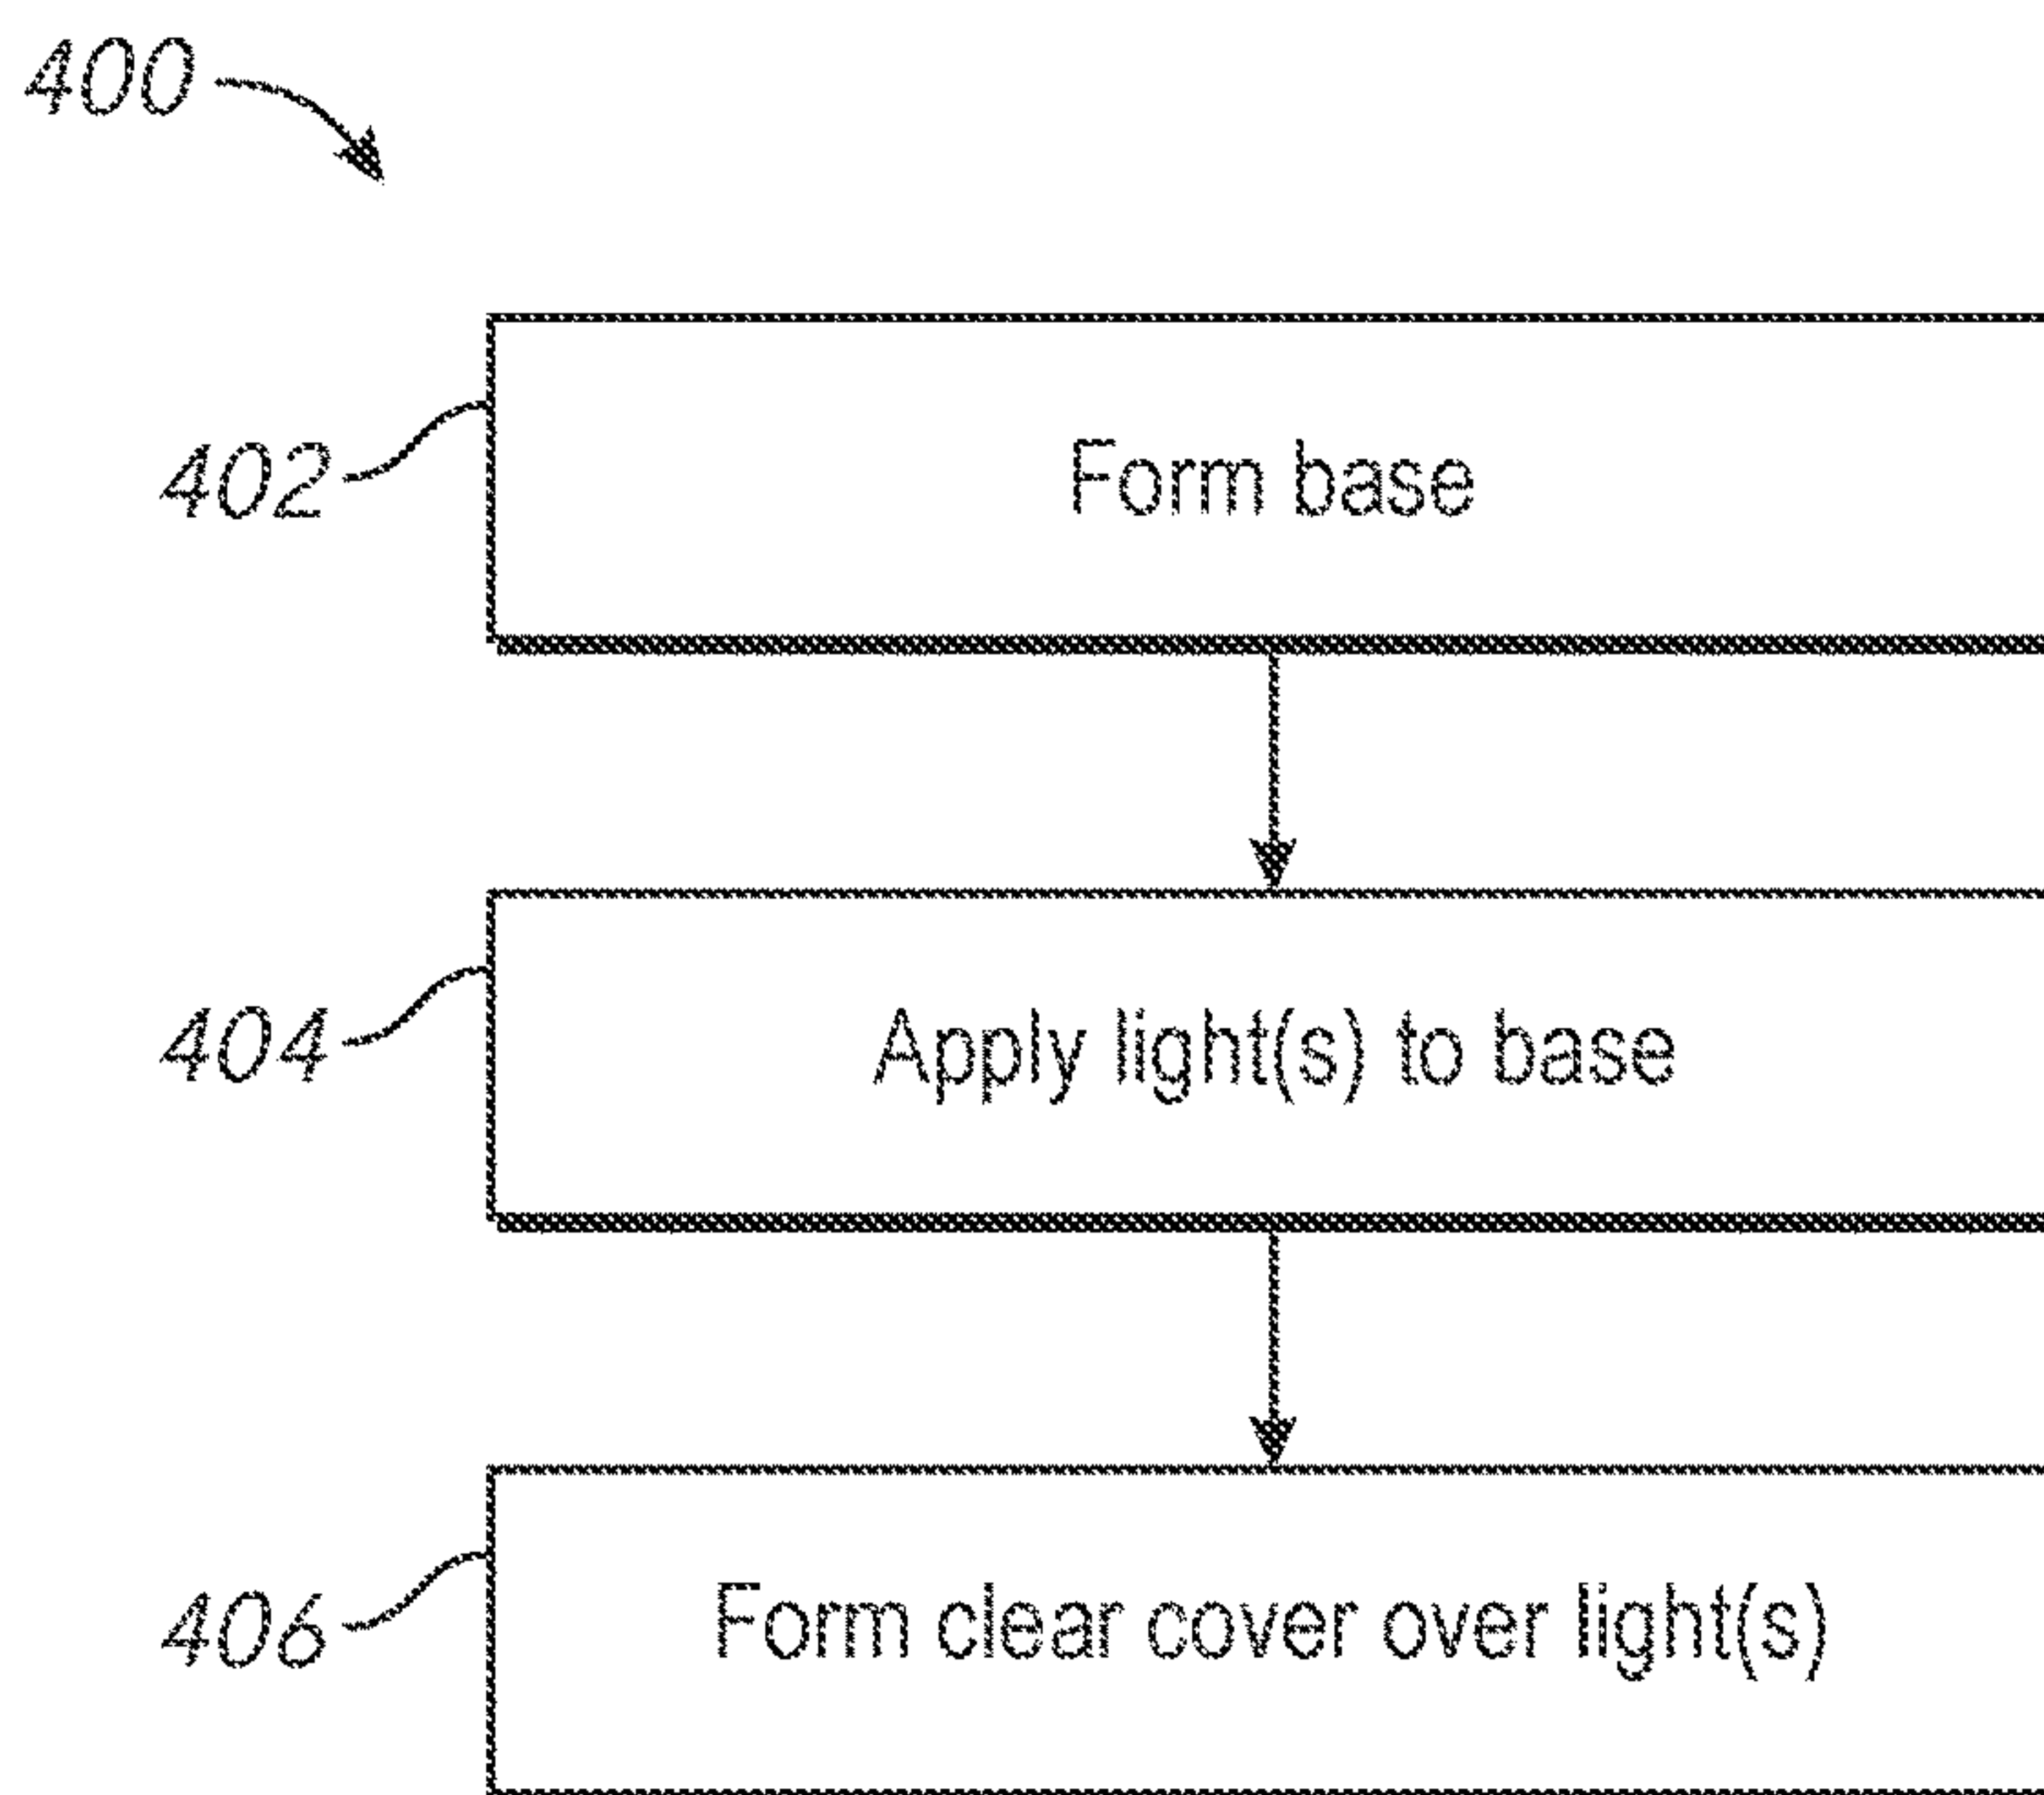 400
402
Form base
404
Apply light(s) to base
406
Form clear cover over light(s)